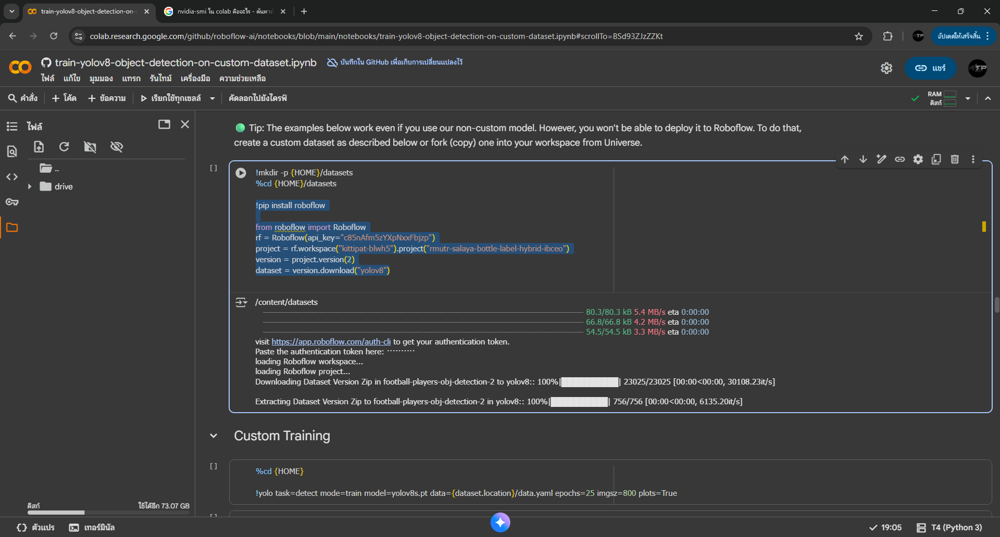 train-yolov8-object-detection-on-
nvidia-smi ใน colab คืออะไร - ค้นหาด้
colab.research.google.com/github/roboflow-ai/notebooks/blob/main/notebooks/train-yolov8-object-detection-on-custom-dataset.ipynb#scrollTo=BSd93ZJzZZKt
อัปเดตให้เสร็จสิ้น
train-yolov8-object-detection-on-custom-dataset.ipynb
บันทึกใน GitHub เพื่อเก็บการเปลี่ยนแปลงไว้
ไฟล์ แก้ไข มุมมอง แทรก รันไทม์ เครื่องมือ ความช่วยเหลือ
แชร์
คำสั่ง + โค้ด + ข้อความ เรียกใช้ทุกเซลล์ คัดลอกไปยังไดรฟ์
RAM
ดิสก์
ไฟล์
..
drive
Tip: The examples below work even if you use our non-custom model. However, you won't be able to deploy it to Roboflow. To do that,
create a custom dataset as described below or fork (copy) one into your workspace from Universe.
[ ]
!mkdir -p {HOME}/datasets
%cd {HOME}/datasets
!pip install roboflow
from roboflow import Roboflow
rf = Roboflow(api_key="c85nAfm5zYXpNxxFbjzp")
project = rf.workspace("kittipat-blwh5").project("rmutr-salaya-bottle-label-hybrid-ibceo")
version = project.version(2)
dataset = version.download("yolov8")
/content/datasets
80.3/80.3 kB 5.4 MB/s eta 0:00:00
66.8/66.8 kB 4.2 MB/s eta 0:00:00
54.5/54.5 kB 3.3 MB/s eta 0:00:00
visit https://app.roboflow.com/auth-cli to get your authentication token.
Paste the authentication token here: ··········
loading Roboflow workspace...
loading Roboflow project...
Downloading Dataset Version Zip in football-players-obj-detection-2 to yolov8:: 100%|██████████| 23025/23025 [00:00<00:00, 30108.23it/s]
Extracting Dataset Version Zip to football-players-obj-detection-2 in yolov8:: 100%|██████████| 756/756 [00:00<00:00, 6135.20it/s]
Custom Training
[ ]
%cd {HOME}
!yolo task=detect mode=train model=yolov8s.pt data={dataset.location}/data.yaml epochs=25 imgsz=800 plots=True
ดิสก์ ใช้ได้อีก 73.07 GB
ตัวแปร เทอร์มินัล
19:05 T4 (Python 3)